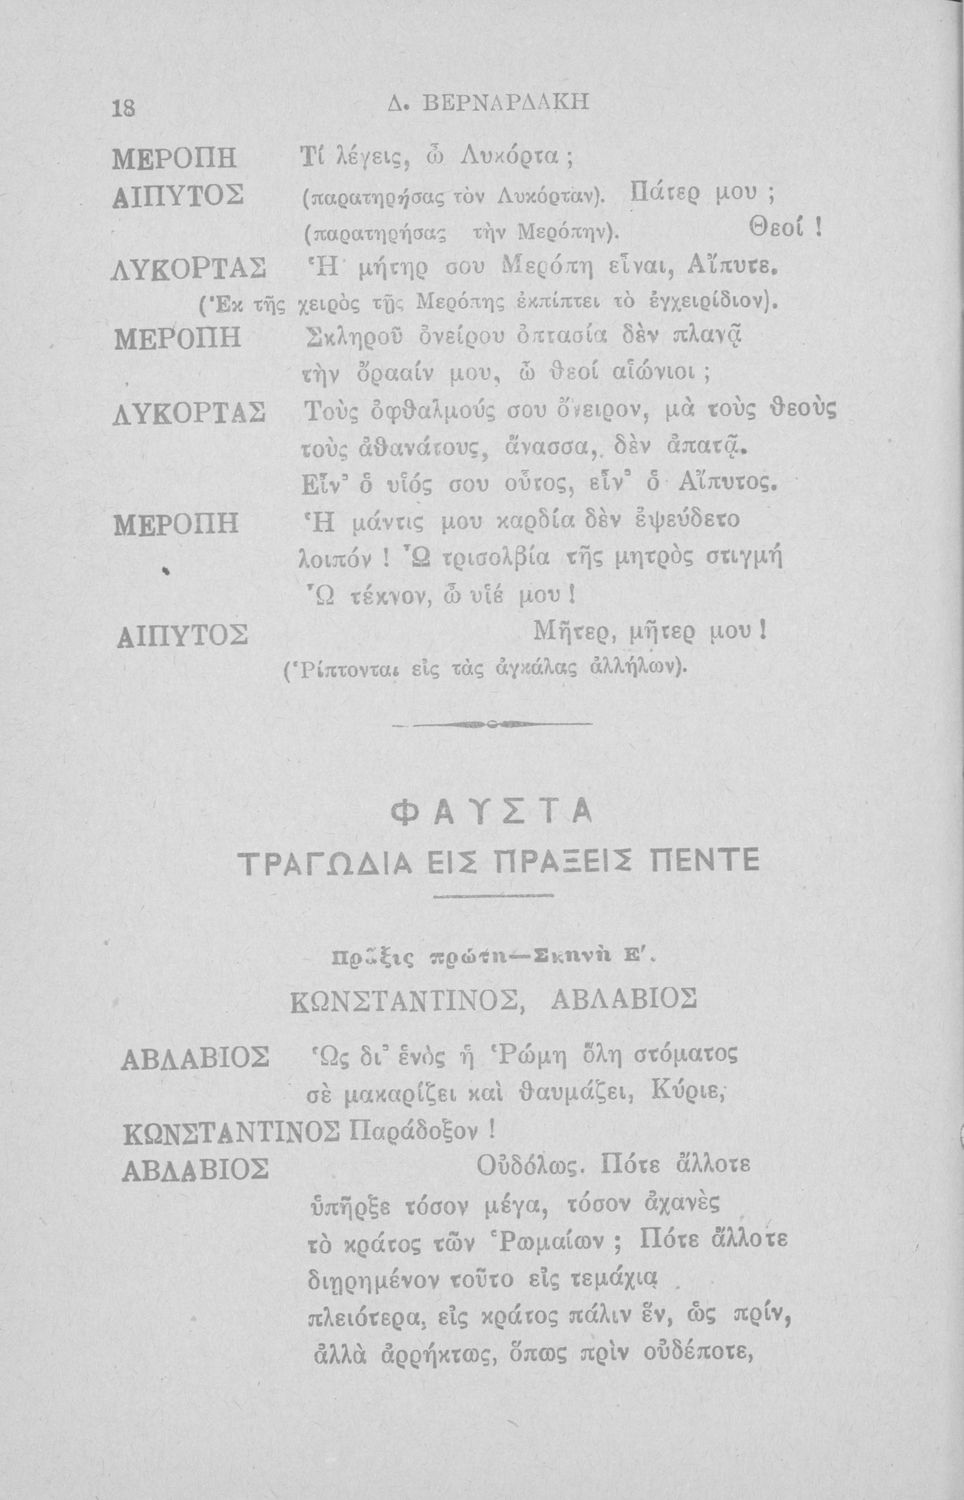 18 Δ. ΒΕΡΝΑΡΔΑΚΗ
ΜΕΡΟΠΗ Τί λέγεις, ὦ Λυκόρτα ;
ΑΙΠΥΤΟΣ (παρατηρήσας τὸν Λυκόρταν). Πάτερ μου ;
(παρατηρήσας τὴν Μερόπην). Θεοί !
ΛΥΚΟΡΤΑΣ Ἡ μήτηρ σου Μερόπη εἶναι, Αἴπυτε.
(Ἐκ τῆς χειρὸς τῆς Μερόπης ἐκπίπτει τὸ ἐγχειρίδιον).
ΜΕΡΟΠΗ Σκληροῦ ὀνείρου ὀπτασία δὲν πλανᾷ
τὴν ὅρασίν μου, ὦ θεοί αἰώνιοι ;
ΛΥΚΟΡΤΑΣ Τοὺς ὀφθαλμούς σου ὄνειρον, μὰ τοὺς θεοὺς
τοὺς ἀθανάτους, ἄνασσα, δὲν ἀπατᾷ.
Εἶν' ὁ υἱός σου οὗτος, εἶν' ὁ Αἴπυτος.
ΜΕΡΟΠΗ Ἡ μάντις μου καρδία δὲν ἐψεύδετο
λοιπόν ! Ὦ τρισολβία τῆς μητρὸς στιγμή
Ὦ τέκνον, ὦ υἱέ μου !
ΑΙΠΥΤΟΣ Μῆτερ, μῆτερ μου !
(Ῥίπτονται εἰς τὰς ἀγκάλας ἀλλήλων).
ΦΑΥΣΤΑ
ΤΡΑΓΩΔΙΑ ΕΙΣ ΠΡΑΞΕΙΣ ΠΕΝΤΕ
Πρᾶξις πρώτη—Σκηνὴ Ε'.
ΚΩΝΣΤΑΝΤΙΝΟΣ, ΑΒΛΑΒΙΟΣ
ΑΒΛΑΒΙΟΣ Ὡς δι' ἑνὸς ἡ Ῥώμη ὅλη στόματος
σὲ μακαρίζει καὶ θαυμάζει, Κύριε,
ΚΩΝΣΤΑΝΤΙΝΟΣ Παράδοξον !
ΑΒΛΑΒΙΟΣ Οὐδόλως. Πότε ἄλλοτε
ὑπῆρξε τόσον μέγα, τόσον ἀχανὲς
τὸ κράτος τῶν Ῥωμαίων ; Πότε ἄλλοτε
διῃρημένον τοῦτο εἰς τεμάχια
πλειότερα, εἰς κράτος πάλιν ἕν, ὡς πρίν,
ἀλλὰ ἀρρήκτως, ὅπως πρὶν οὐδέποτε,